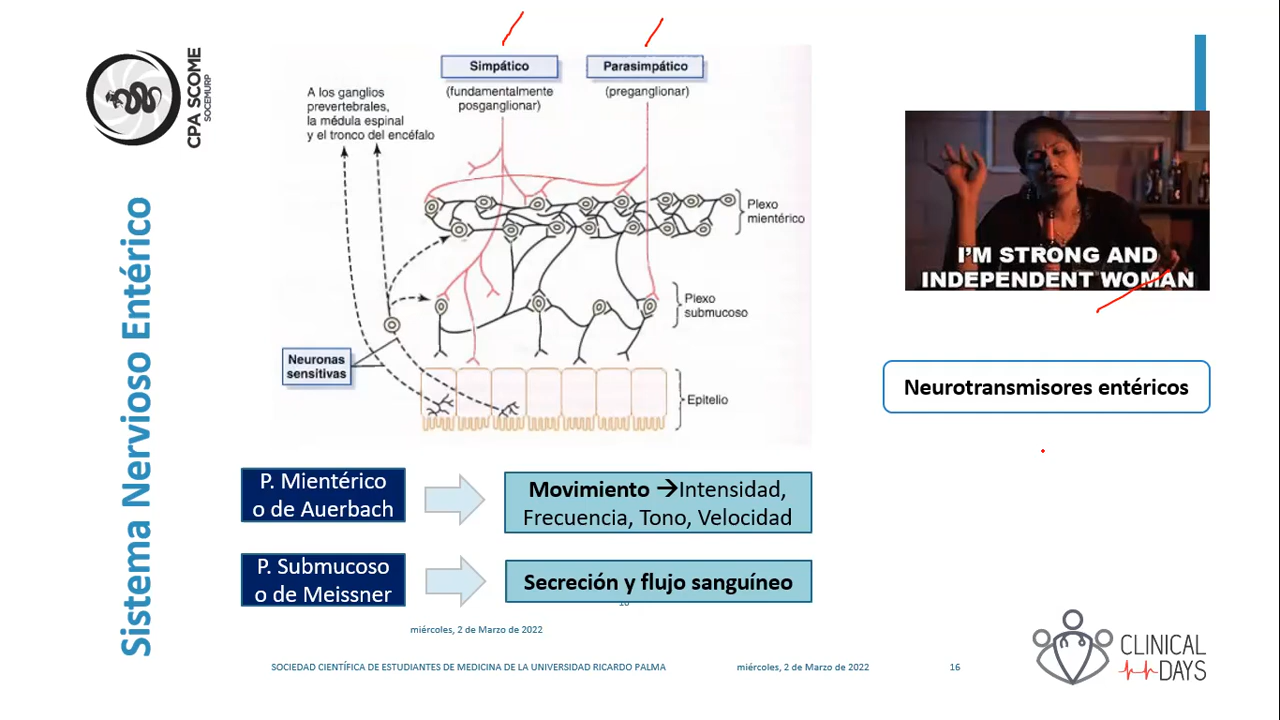 CPA SCOME
SOCEMURP
Sistema Nervioso Entérico
Simpático
(fundamentalmente
posganglionar)
Parasimpático
(preganglionar)
A los ganglios
prevertebrales,
la médula espinal
y el tronco del encéfalo
Plexo
mientérico
Plexo
submucoso
Neuronas
sensitivas
Epitelio
I'M STRONG AND
INDEPENDENT WOMAN
Neurotransmisores entéricos
P. Mientérico
o de Auerbach
Movimiento →Intensidad,
Frecuencia, Tono, Velocidad
P. Submucoso
o de Meissner
Secreción y flujo sanguíneo
miércoles, 2 de Marzo de 2022
SOCIEDAD CIENTÍFICA DE ESTUDIANTES DE MEDICINA DE LA UNIVERSIDAD RICARDO PALMA
miércoles, 2 de Marzo de 2022
16
CLINICAL
DAYS